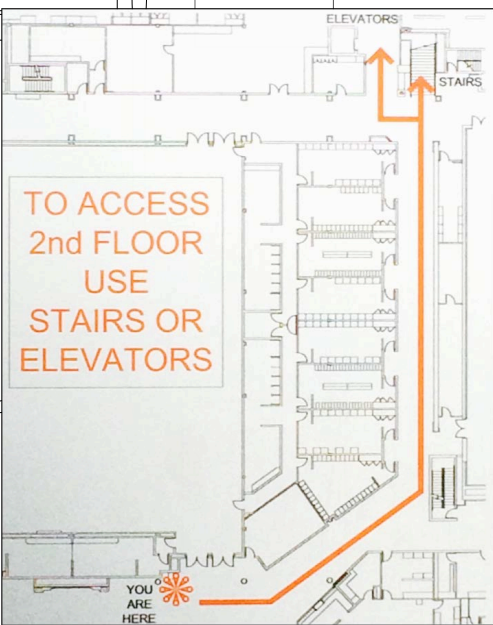 ELEVATORS
STAIRS
TO ACCESS
2nd FLOOR
USE
STAIRS OR
ELEVATORS
YOU
ARE
HERE